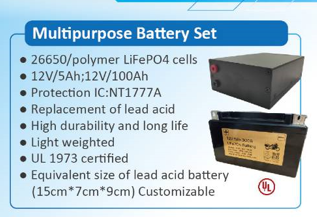 Multipurpose Battery Set
● 26650/polymer LiFePO4 cells
● 12V/5Ah;12V/100Ah
● Protection IC:NT1777A
● Replacement of lead acid
● High durability and long life
● Light weighted
● UL 1973 certified
● Equivalent size of lead acid battery
(15cm*7cm*9cm) Customizable
UL